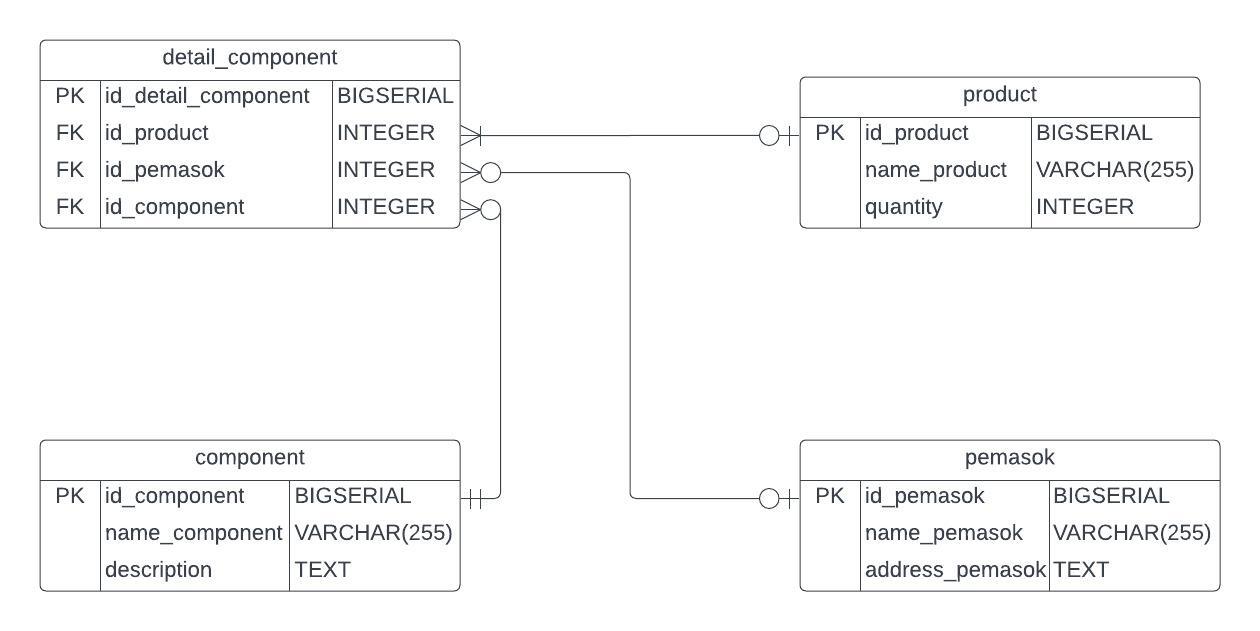 detail_component
PK id_detail_component BIGSERIAL
FK id_product INTEGER
FK id_pemasok INTEGER
FK id_component INTEGER
product
PK id_product BIGSERIAL
name_product VARCHAR(255)
quantity INTEGER
component
PK id_component BIGSERIAL
name_component VARCHAR(255)
description TEXT
pemasok
PK id_pemasok BIGSERIAL
name_pemasok VARCHAR(255)
address_pemasok TEXT